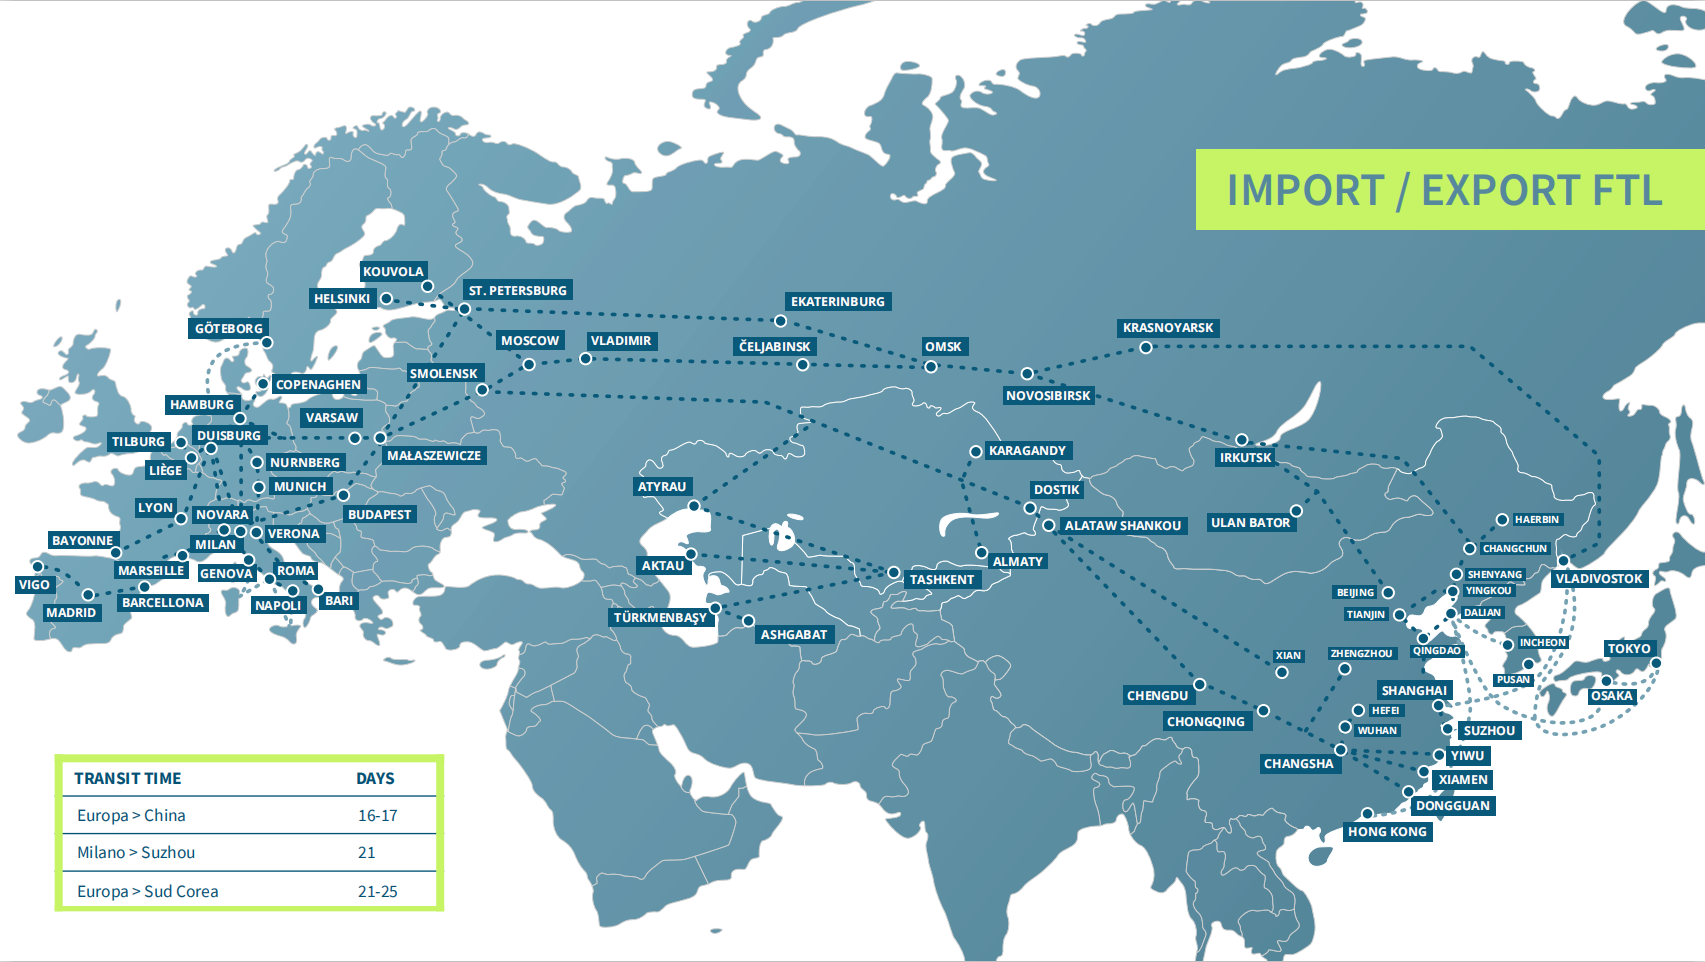 IMPORT / EXPORT FTL
KOUVOLA
HELSINKI
ST. PETERSBURG
EKATERINBURG
GÖTEBORG
MOSCOW
VLADIMIR
ČELJABINSK
OMSK
KRASNOYARSK
SMOLENSK
COPENAGHEN
NOVOSIBIRSK
HAMBURG
VARSAW
TILBURG
DUISBURG
MAŁASZEWICZE
KARAGANDY
IRKUTSK
LIÈGE
NURNBERG
MUNICH
ATYRAU
DOSTIK
LYON
NOVARA
BUDAPEST
ALATAW SHANKOU
ULAN BATOR
HAERBIN
BAYONNE
MILAN
VERONA
CHANGCHUN
MARSEILLE
GENOVA
ROMA
AKTAU
TASHKENT
ALMATY
SHENYANG
VLADIVOSTOK
VIGO
MADRID
BARCELLONA
NAPOLI
BARI
TÜRKMENBAŞY
ASHGABAT
BEIJING
YINGKOU
TIANJIN
DALIAN
QINGDAO
INCHEON
TOKYO
XIAN
ZHENGZHOU
PUSAN
CHENGDU
SHANGHAI
OSAKA
CHONGQING
HEFEI
WUHAN
SUZHOU
CHANGSHA
YIWU
XIAMEN
DONGGUAN
HONG KONG
TRANSIT TIME DAYS
Europa > China 16-17
Milano > Suzhou 21
Europa > Sud Corea 21-25